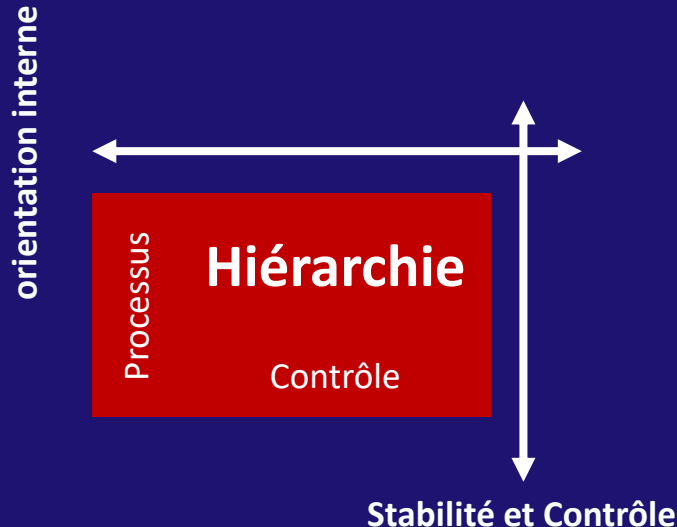 orientation interne
Processus
Hiérarchie
Contrôle
Stabilité et Contrôle